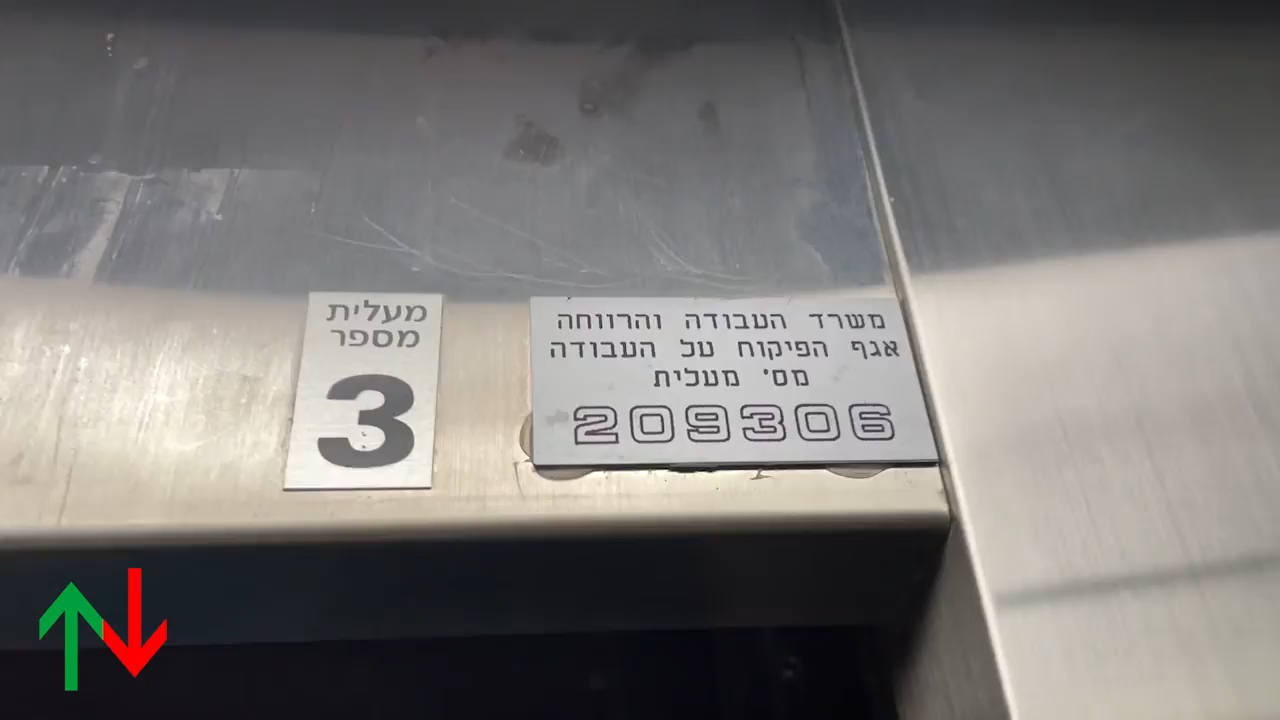 מעלית
מספר
3
משרד העבודה והרווחה
אגף הפיקוח על העבודה
מס' מעלית
209306